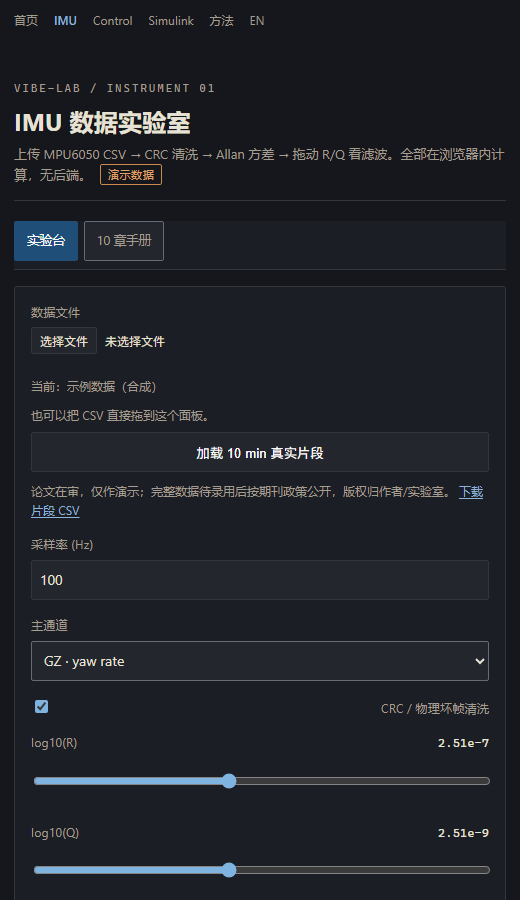 首页 IMU Control Simulink 方法 EN
VIBE-LAB / INSTRUMENT 01
IMU 数据实验室
上传 MPU6050 CSV → CRC 清洗 → Allan 方差 → 拖动 R/Q 看滤波。全部在浏览器内计
算，无后端。 演示数据
实验台 10 章手册
数据文件
选择文件 未选择文件
当前：示例数据（合成）
也可以把 CSV 直接拖到这个面板。
加载 10 min 真实片段
论文在审，仅作演示；完整数据待录用后按期刊政策公开，版权归作者/实验室。 下载
片段 CSV
采样率 (Hz)
100
主通道
GZ · yaw rate
CRC / 物理坏帧清洗
log10(R) 2.51e-7
log10(Q) 2.51e-9